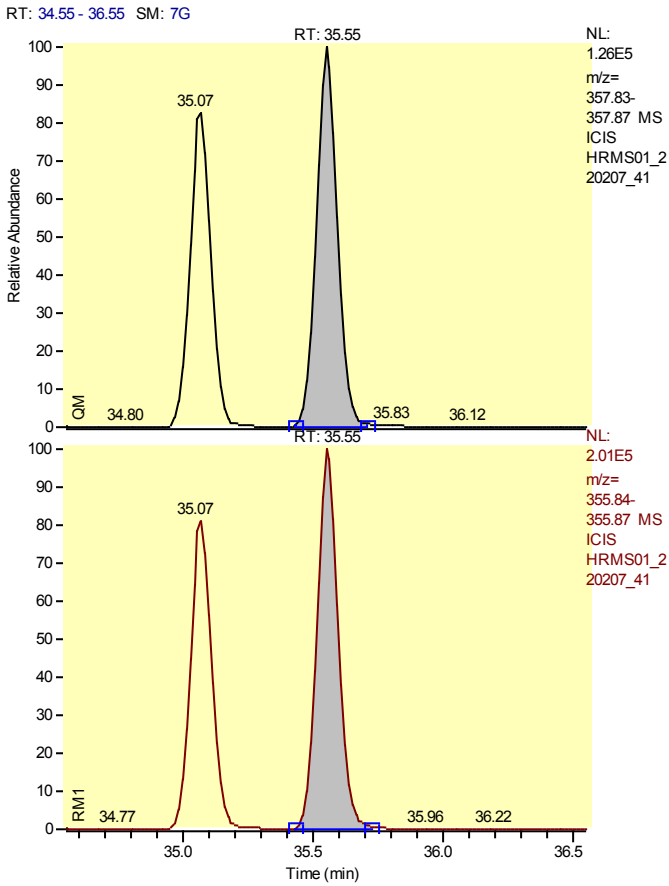 RT: 34.55 - 36.55 SM: 7G
RT: 35.55
NL:
1.26E5
m/z=
357.83-
357.87 MS
ICIS
HRMS01_2
20207_41
100
90
80
70
60
50
40
30
20
10
0
Relative Abundance
35.07
QM
34.80
35.83
36.12
RT: 35.55
NL:
2.01E5
m/z=
355.84-
355.87 MS
ICIS
HRMS01_2
20207_41
100
90
80
70
60
50
40
30
20
10
0
35.07
RM1
34.77
35.96
36.22
35.0
35.5
36.0
36.5
Time (min)